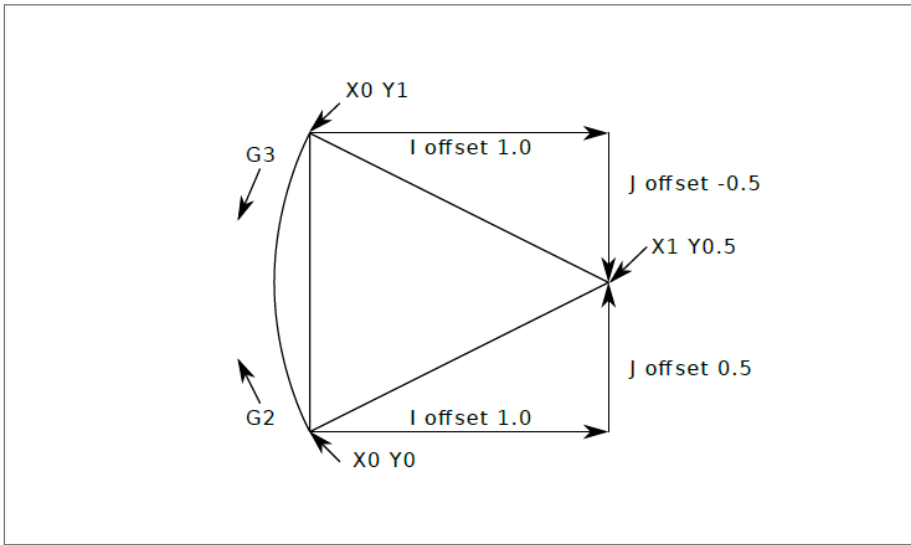 X0 Y1
I offset 1.0
G3
J offset -0.5
X1 Y0.5
J offset 0.5
G2
I offset 1.0
X0 Y0